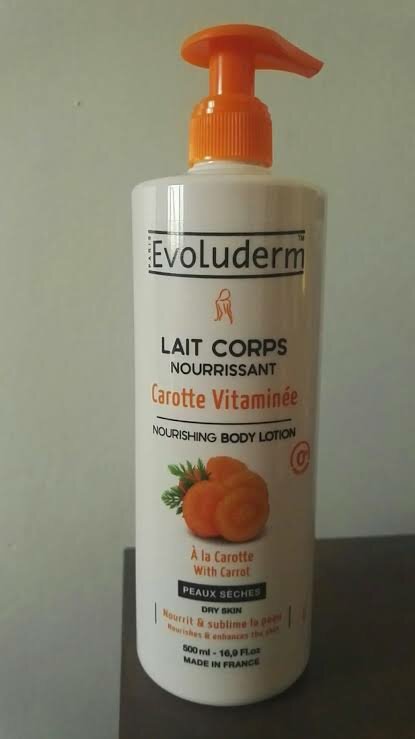 PARIS
Evoluderm™
LAIT CORPS
NOURRISSANT
Carotte Vitaminée
NOURISHING BODY LOTION
À la Carotte
With Carrot
PEAUX SÈCHES
DRY SKIN
Nourrit & sublime la peau
Nourishes & enhances the skin
500 ml - 16,9 Fl.oz
MADE IN FRANCE